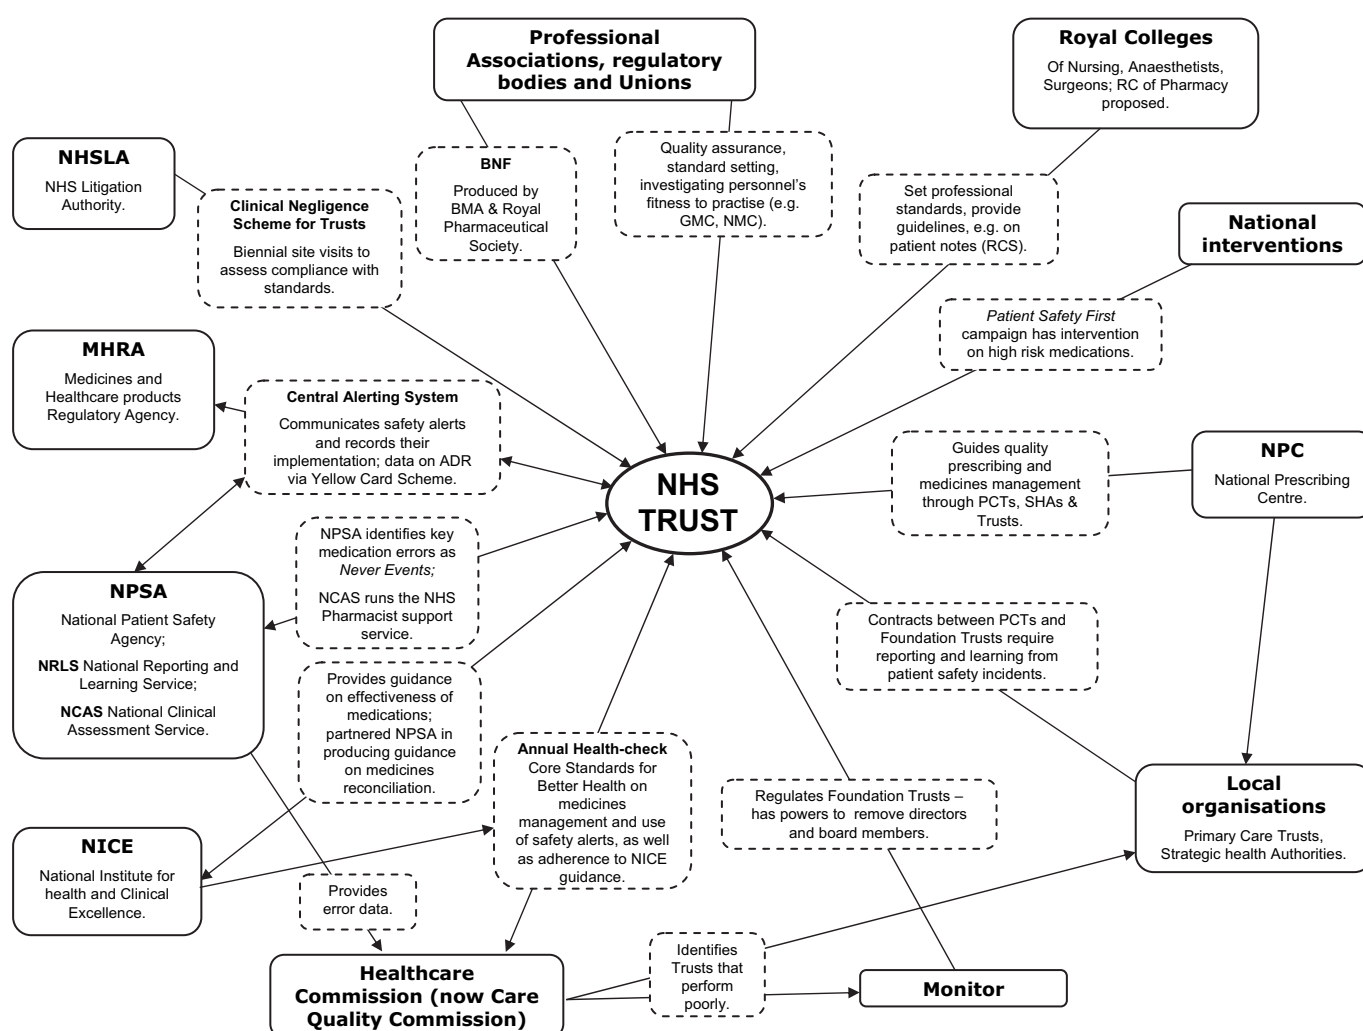 Professional
Associations, regulatory
bodies and Unions
Royal Colleges
Of Nursing, Anaesthetists,
Surgeons; RC of Pharmacy
proposed.
NHSLA
NHS Litigation
Authority.
Clinical Negligence
Scheme for Trusts
Biennial site visits to
assess compliance with
standards.
BNF
Produced by
BMA & Royal
Pharmaceutical
Society.
Quality assurance,
standard setting,
investigating personnel's
fitness to practise (e.g.
GMC, NMC).
Set professional
standards, provide
guidelines, e.g. on
patient notes (RCS).
National
interventions
Patient Safety First
campaign has intervention
on high risk medications.
MHRA
Medicines and
Healthcare products
Regulatory Agency.
Central Alerting System
Communicates safety alerts
and records their
implementation; data on ADR
via Yellow Card Scheme.
NHS
TRUST
Guides quality
prescribing and
medicines management
through PCTs, SHAs &
Trusts.
NPC
National Prescribing
Centre.
NPSA identifies key
medication errors as
Never Events;
NCAS runs the NHS
Pharmacist support
service.
NPSA
National Patient Safety
Agency;
NRLS National Reporting and
Learning Service;
NCAS National Clinical
Assessment Service.
Contracts between PCTs and
Foundation Trusts require
reporting and learning from
patient safety incidents.
Provides guidance
on effectiveness of
medications;
partnered NPSA in
producing guidance
on medicines
reconciliation.
Annual Health-check
Core Standards for
Better Health on
medicines
management and use
of safety alerts, as well
as adherence to NICE
guidance.
Regulates Foundation Trusts –
has powers to remove directors
and board members.
Local
organisations
Primary Care Trusts,
Strategic health Authorities.
NICE
National Institute for
health and Clinical
Excellence.
Provides
error data.
Identifies
Trusts that
perform
poorly.
Healthcare
Commission (now Care
Quality Commission)
Monitor